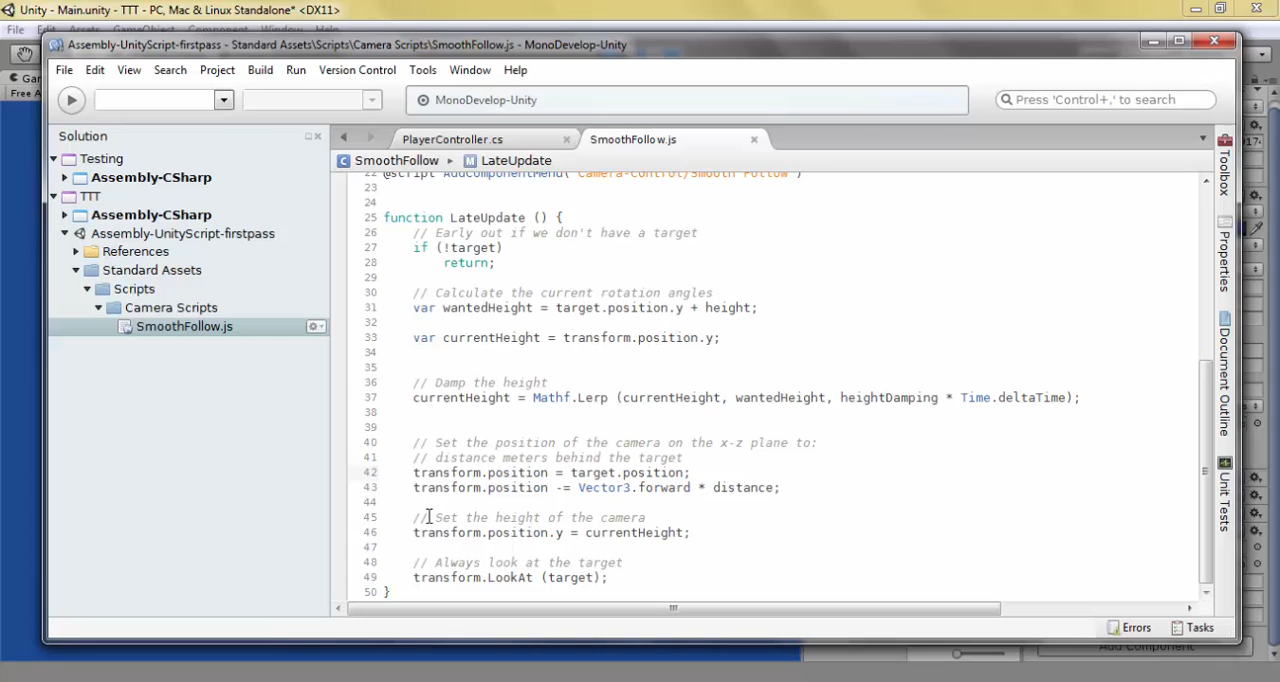 Unity - Main.unity - TTT - PC, Mac & Linux Standalone* <DX11>
File Edit Assets GameObject Component Window Help
Assembly-UnityScript-firstpass - Standard Assets\Scripts\Camera Scripts\SmoothFollow.js - MonoDevelop-Unity
File Edit View Search Project Build Run Version Control Tools Window Help
MonoDevelop-Unity
Press 'Control+,' to search
Gar
Free A
Solution
Testing
Assembly-CSharp
TTT
Assembly-CSharp
Assembly-UnityScript-firstpass
References
Standard Assets
Scripts
Camera Scripts
SmoothFollow.js
PlayerController.cs
SmoothFollow.js
SmoothFollow
LateUpdate
22 @script AddComponentMenu("Camera-Control/Smooth Follow")
23
24
25 function LateUpdate () {
26 // Early out if we don't have a target
27 if (!target)
28 return;
29
30 // Calculate the current rotation angles
31 var wantedHeight = target.position.y + height;
32
33 var currentHeight = transform.position.y;
34
35
36 // Damp the height
37 currentHeight = Mathf.Lerp (currentHeight, wantedHeight, heightDamping * Time.deltaTime);
38
39
40 // Set the position of the camera on the x-z plane to:
41 // distance meters behind the target
42 transform.position = target.position;
43 transform.position -= Vector3.forward * distance;
44
45 // Set the height of the camera
46 transform.position.y = currentHeight;
47
48 // Always look at the target
49 transform.LookAt (target);
50 }
Toolbox
Properties
Document Outline
Unit Tests
Errors
Tasks
Add Component